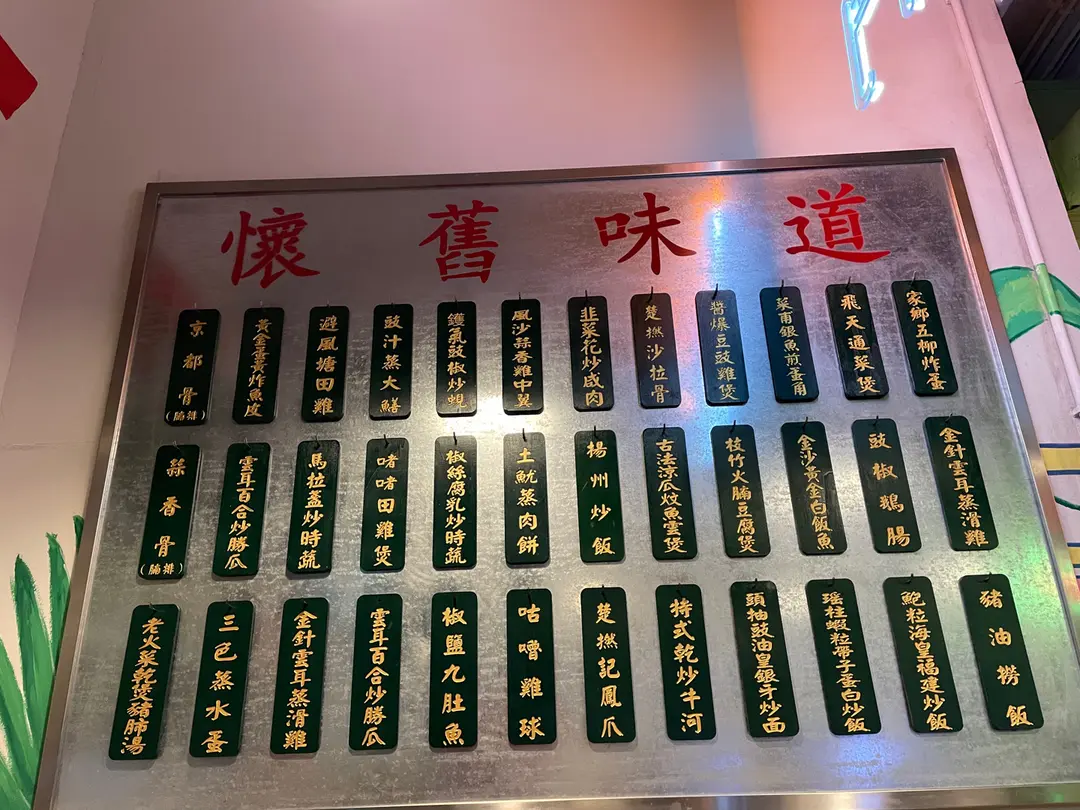 懷舊味道
京都骨(腩排)
黃金蛋黃炸魚皮
避風塘田雞
豉汁蒸大鱔
鑊氣豉椒炒蜆
風沙蒜香雞中翼
韭菜花炒咸肉
楚撚沙拉骨
醬爆豆豉雞煲
菜甫銀魚煎蛋角
飛天通菜煲
家鄉五柳炸蛋
蒜香骨(腩排)
雲耳百合炒勝瓜
馬拉盞炒時蔬
啫啫田雞煲
椒絲腐乳炒時蔬
土魷蒸肉餅
楊州炒飯
古法涼瓜炆魚雲煲
枝竹火腩豆腐煲
金沙黃金白飯魚
豉椒鵝腸
金針雲耳蒸滑雞
老火菜乾煲豬肺湯
三色蒸水蛋
金針雲耳蒸滑雞
雲耳百合炒勝瓜
椒鹽九肚魚
咕嘈雞球
楚撚記鳳爪
特式乾炒牛河
頭抽豉油皇銀牙炒面
瑤柱蝦粒帶子蛋白炒飯
鮑粒海皇福建炒飯
豬油撈飯